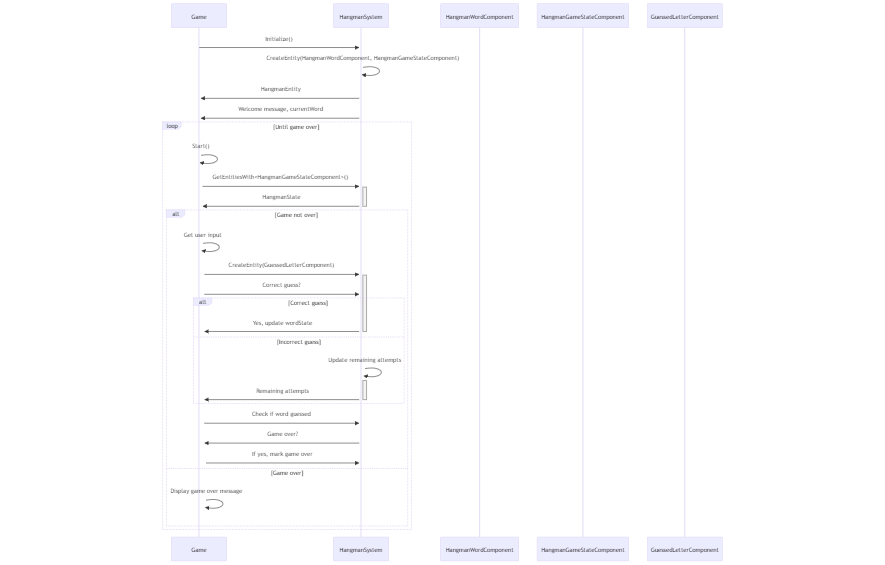 Game HangmanSystem HangmanWordComponent HangmanGameStateComponent GuessedLetterComponent
Initialize()
CreateEntity(HangmanWordComponent, HangmanGameStateComponent)
HangmanEntity
Welcome message, currentWord
loop [Until game over]
Start()
GetEntitiesWith<HangmanGameStateComponent>()
HangmanState
alt [Game not over]
Get user input
CreateEntity(GuessedLetterComponent)
Correct guess?
alt [Correct guess]
Yes, update wordState
[Incorrect guess]
Update remaining attempts
Remaining attempts
Check if word guessed
Game over?
If yes, mark game over
[Game over]
Display game over message
Game HangmanSystem HangmanWordComponent HangmanGameStateComponent GuessedLetterComponent